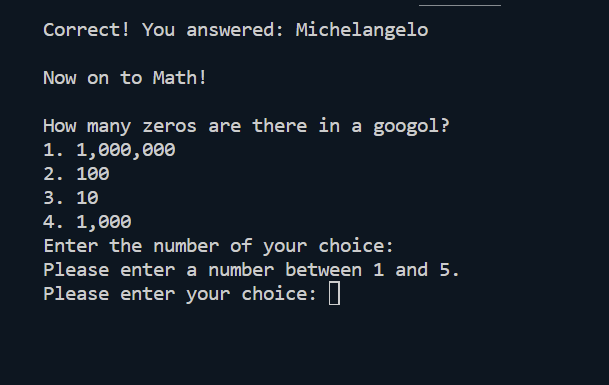 Correct! You answered: Michelangelo
Now on to Math!
How many zeros are there in a googol?
1. 1,000,000
2. 100
3. 10
4. 1,000
Enter the number of your choice:
Please enter a number between 1 and 5.
Please enter your choice: